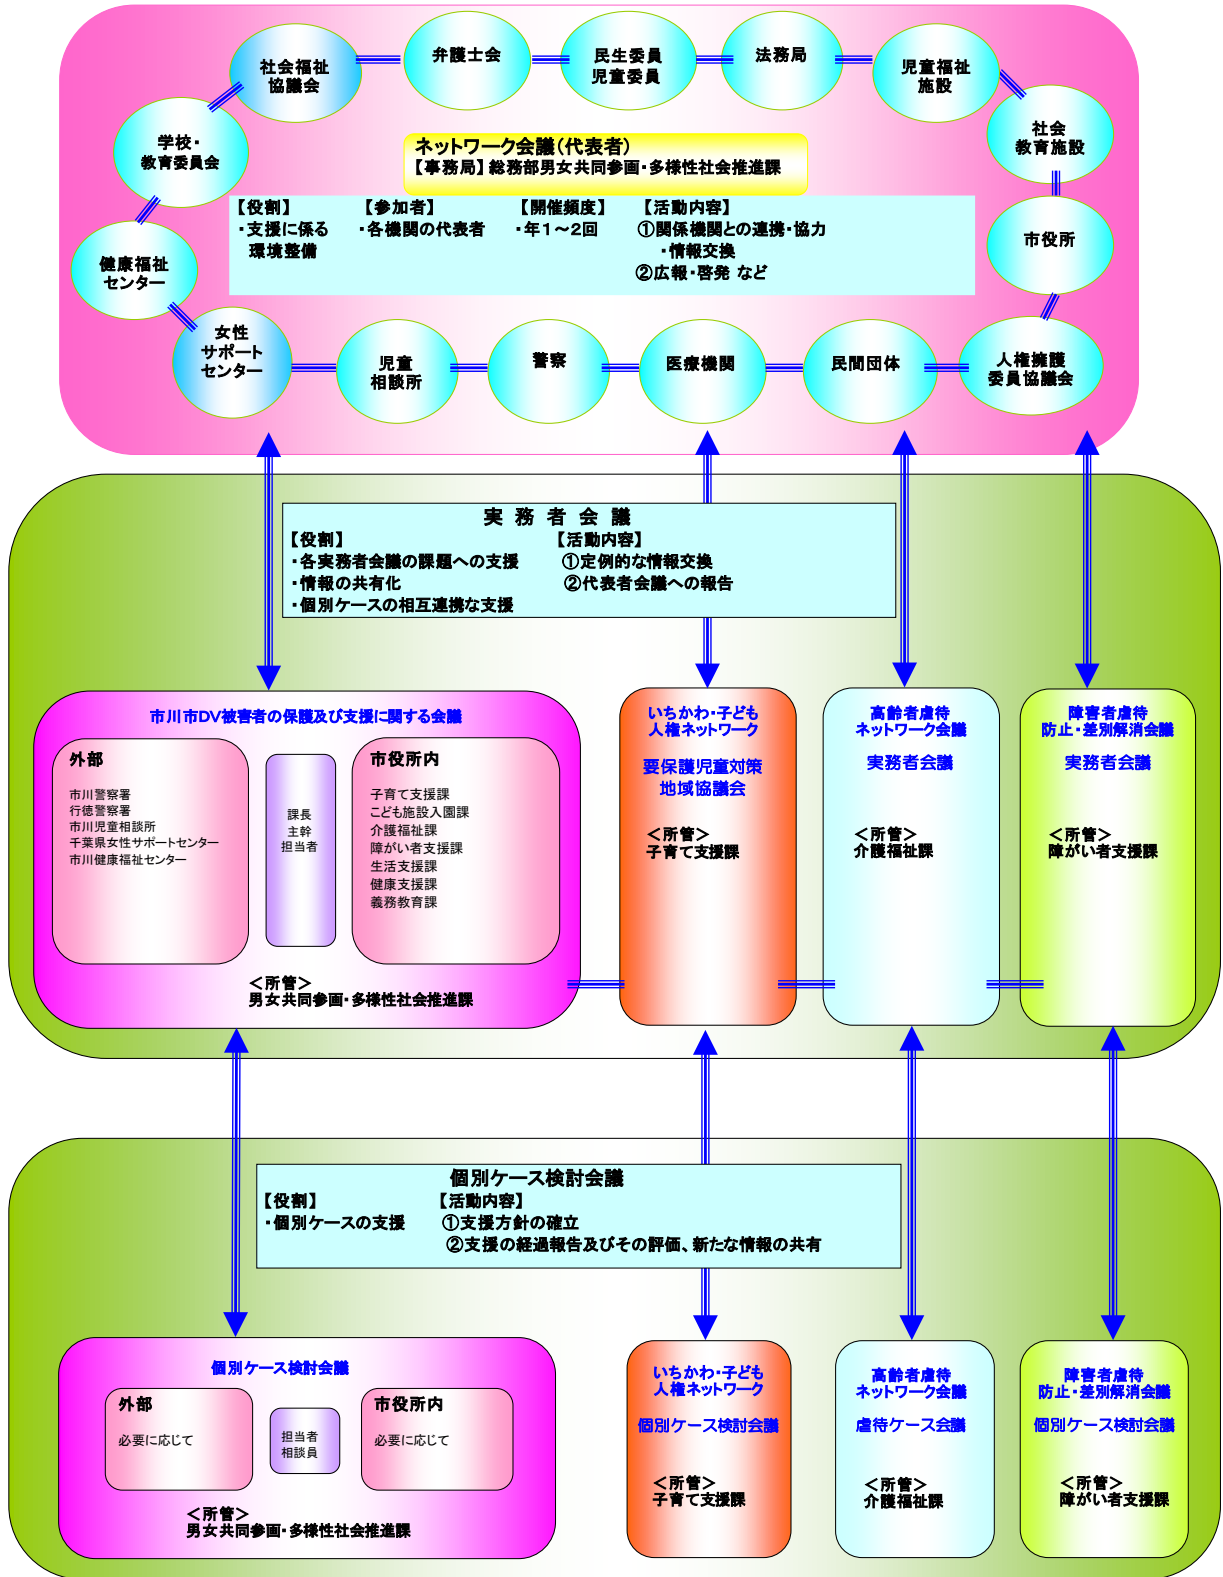 社会福祉
協議会
弁護士会
民生委員
児童委員
法務局
児童福祉
施設
社会
教育施設
学校・
教育委員会
市役所
健康福祉
センター
女性
サポート
センター
児童
相談所
警察
医療機関
民間団体
人権擁護
委員協議会
ネットワーク会議(代表者)
【事務局】総務部男女共同参画・多様性社会推進課
【役割】 【参加者】 【開催頻度】 【活動内容】
・支援に係る ・各機関の代表者 ・年1～2回 ①関係機関との連携・協力
環境整備 ・情報交換
②広報・啓発 など
実 務 者 会 議
【役割】 【活動内容】
・各実務者会議の課題への支援 ①定例的な情報交換
・情報の共有化 ②代表者会議への報告
・個別ケースの相互連携な支援
市川市DV被害者の保護及び支援に関する会議
外部
市川警察署
行徳警察署
市川児童相談所
千葉県女性サポートセンター
市川健康福祉センター
課長
主幹
担当者
市役所内
子育て支援課
こども施設入園課
介護福祉課
障がい者支援課
生活支援課
健康支援課
義務教育課
＜所管＞
男女共同参画・多様性社会推進課
いちかわ・子ども
人権ネットワーク
要保護児童対策
地域協議会
＜所管＞
子育て支援課
高齢者虐待
ネットワーク会議
実務者会議
＜所管＞
介護福祉課
障害者虐待
防止・差別解消会議
実務者会議
＜所管＞
障がい者支援課
個別ケース検討会議
【役割】 【活動内容】
・個別ケースの支援 ①支援方針の確立
②支援の経過報告及びその評価、新たな情報の共有
個別ケース検討会議
外部
必要に応じて
担当者
相談員
市役所内
必要に応じて
＜所管＞
男女共同参画・多様性社会推進課
いちかわ・子ども
人権ネットワーク
個別ケース検討会議
＜所管＞
子育て支援課
高齢者虐待
ネットワーク会議
虐待ケース会議
＜所管＞
介護福祉課
障害者虐待
防止・差別解消会議
個別ケース検討会議
＜所管＞
障がい者支援課